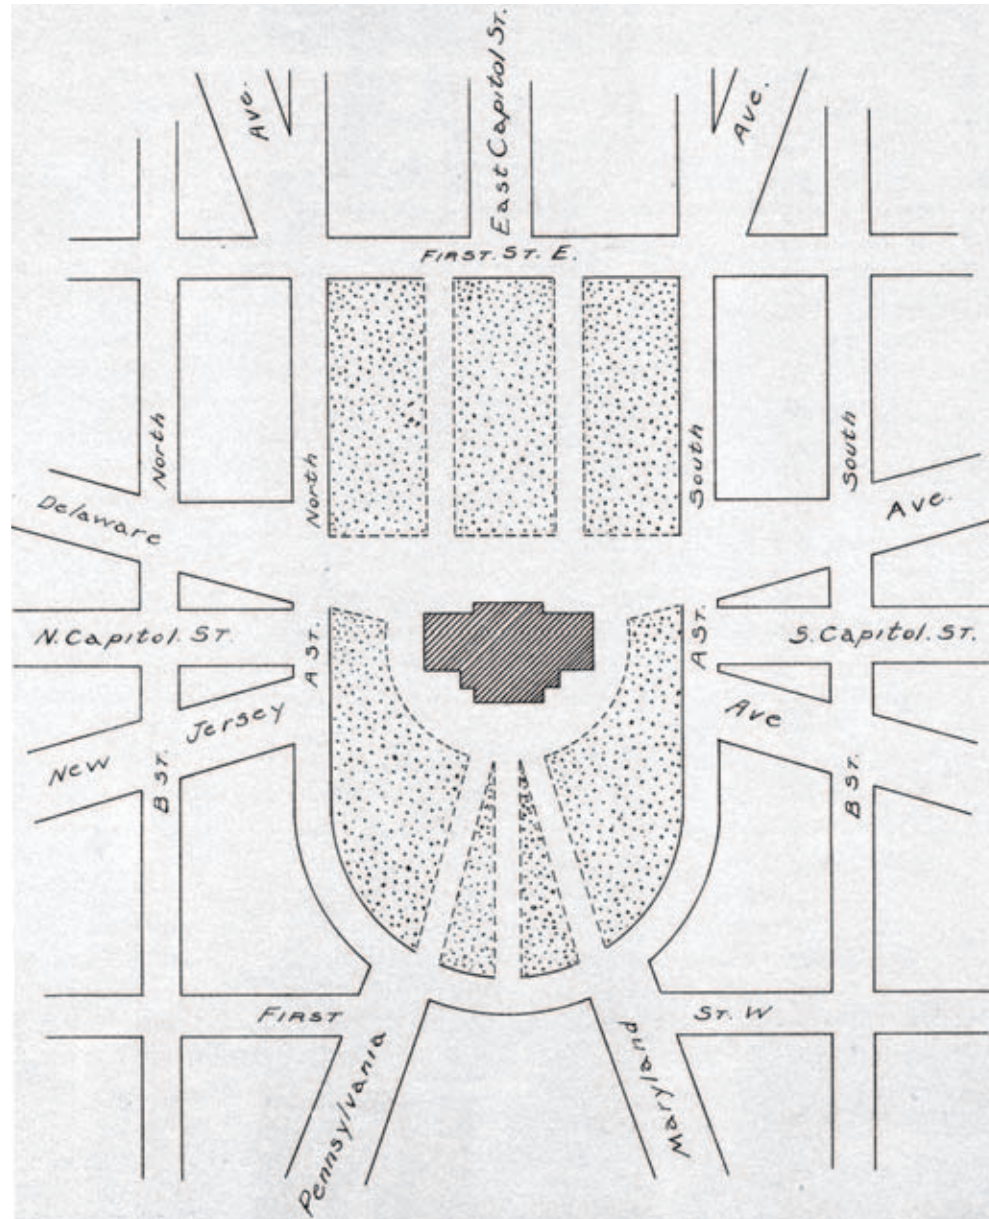 East Capitol ST.
Ave.
Ave.
FIRST. ST. E.
North
North
South
South
Delaware
Ave.
N. Capitol. ST.
A ST.
A ST.
S. Capitol. ST.
New Jersey
Ave
B ST.
B ST.
FIRST
ST. W
Pennsylvania
Maryland